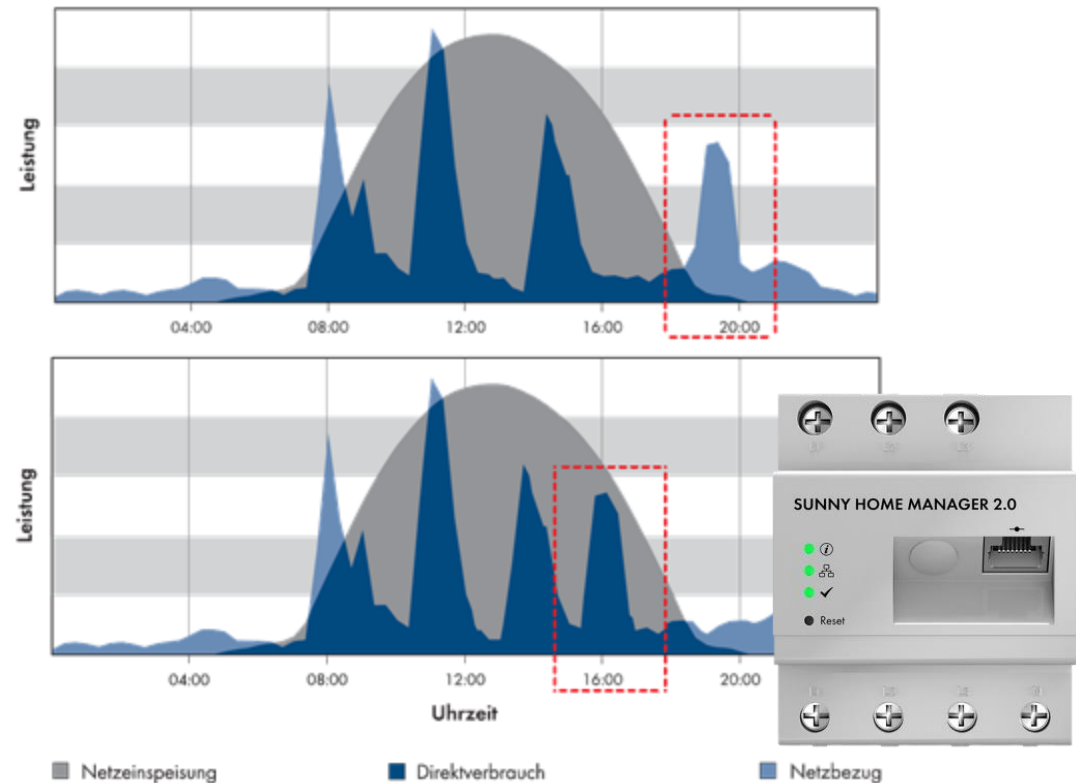 Leistung
04:00 08:00 12:00 16:00 20:00
Leistung
04:00 08:00 12:00 16:00 20:00
Uhrzeit
SUNNY HOME MANAGER 2.0
Reset
Netzeinspeisung Direktverbrauch Netzbezug